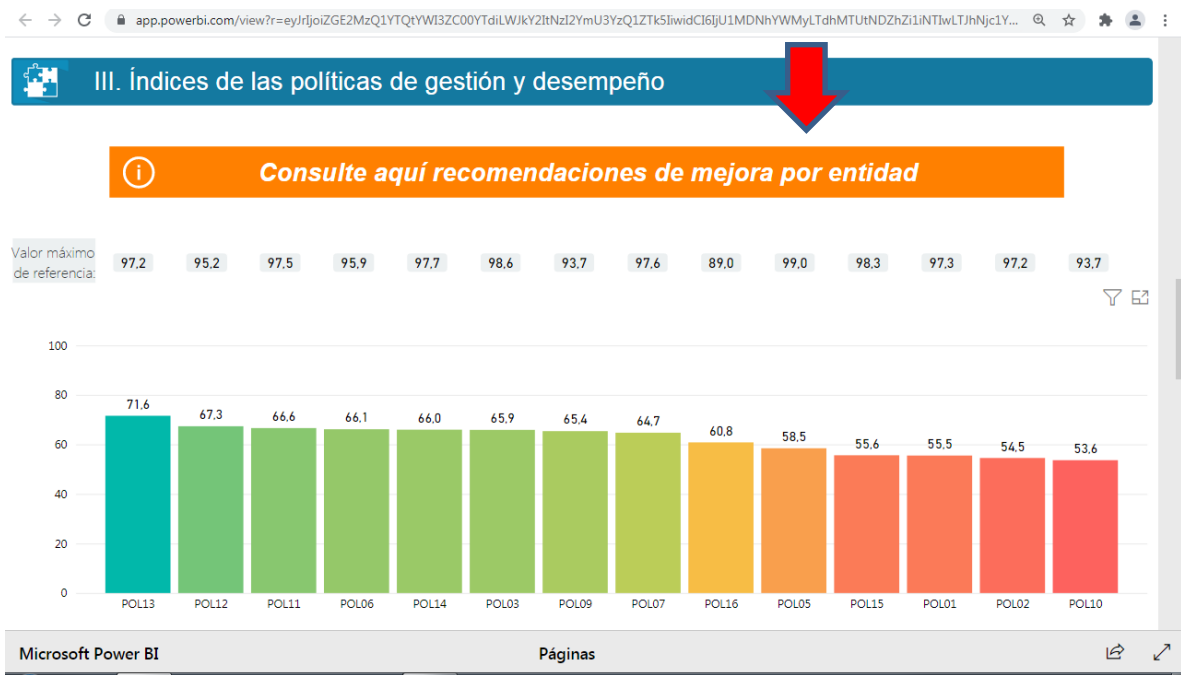 app.powerbi.com/view?r=eyJrIjoiZGE2MzQ1YTQtYWI3ZC00YTdiLWJkY2ItNzI2YmU3YzQ1ZTk5IiwidCI6IjU1MDNhYWMyLTdhMTUtNDZhZi1iNTIwLTJhNjc1Y...
III. Índices de las políticas de gestión y desempeño
Consulte aquí recomendaciones de mejora por entidad
Valor máximo
de referencia:
97,2 95,2 97,5 95,9 97,7 98,6 93,7 97,6 89,0 99,0 98,3 97,3 97,2 93,7
100
80
60
40
20
0
71,6 67,3 66,6 66,1 66,0 65,9 65,4 64,7 60,8 58,5 55,6 55,5 54,5 53,6
POL13 POL12 POL11 POL06 POL14 POL03 POL09 POL07 POL16 POL05 POL15 POL01 POL02 POL10
Microsoft Power BI Páginas